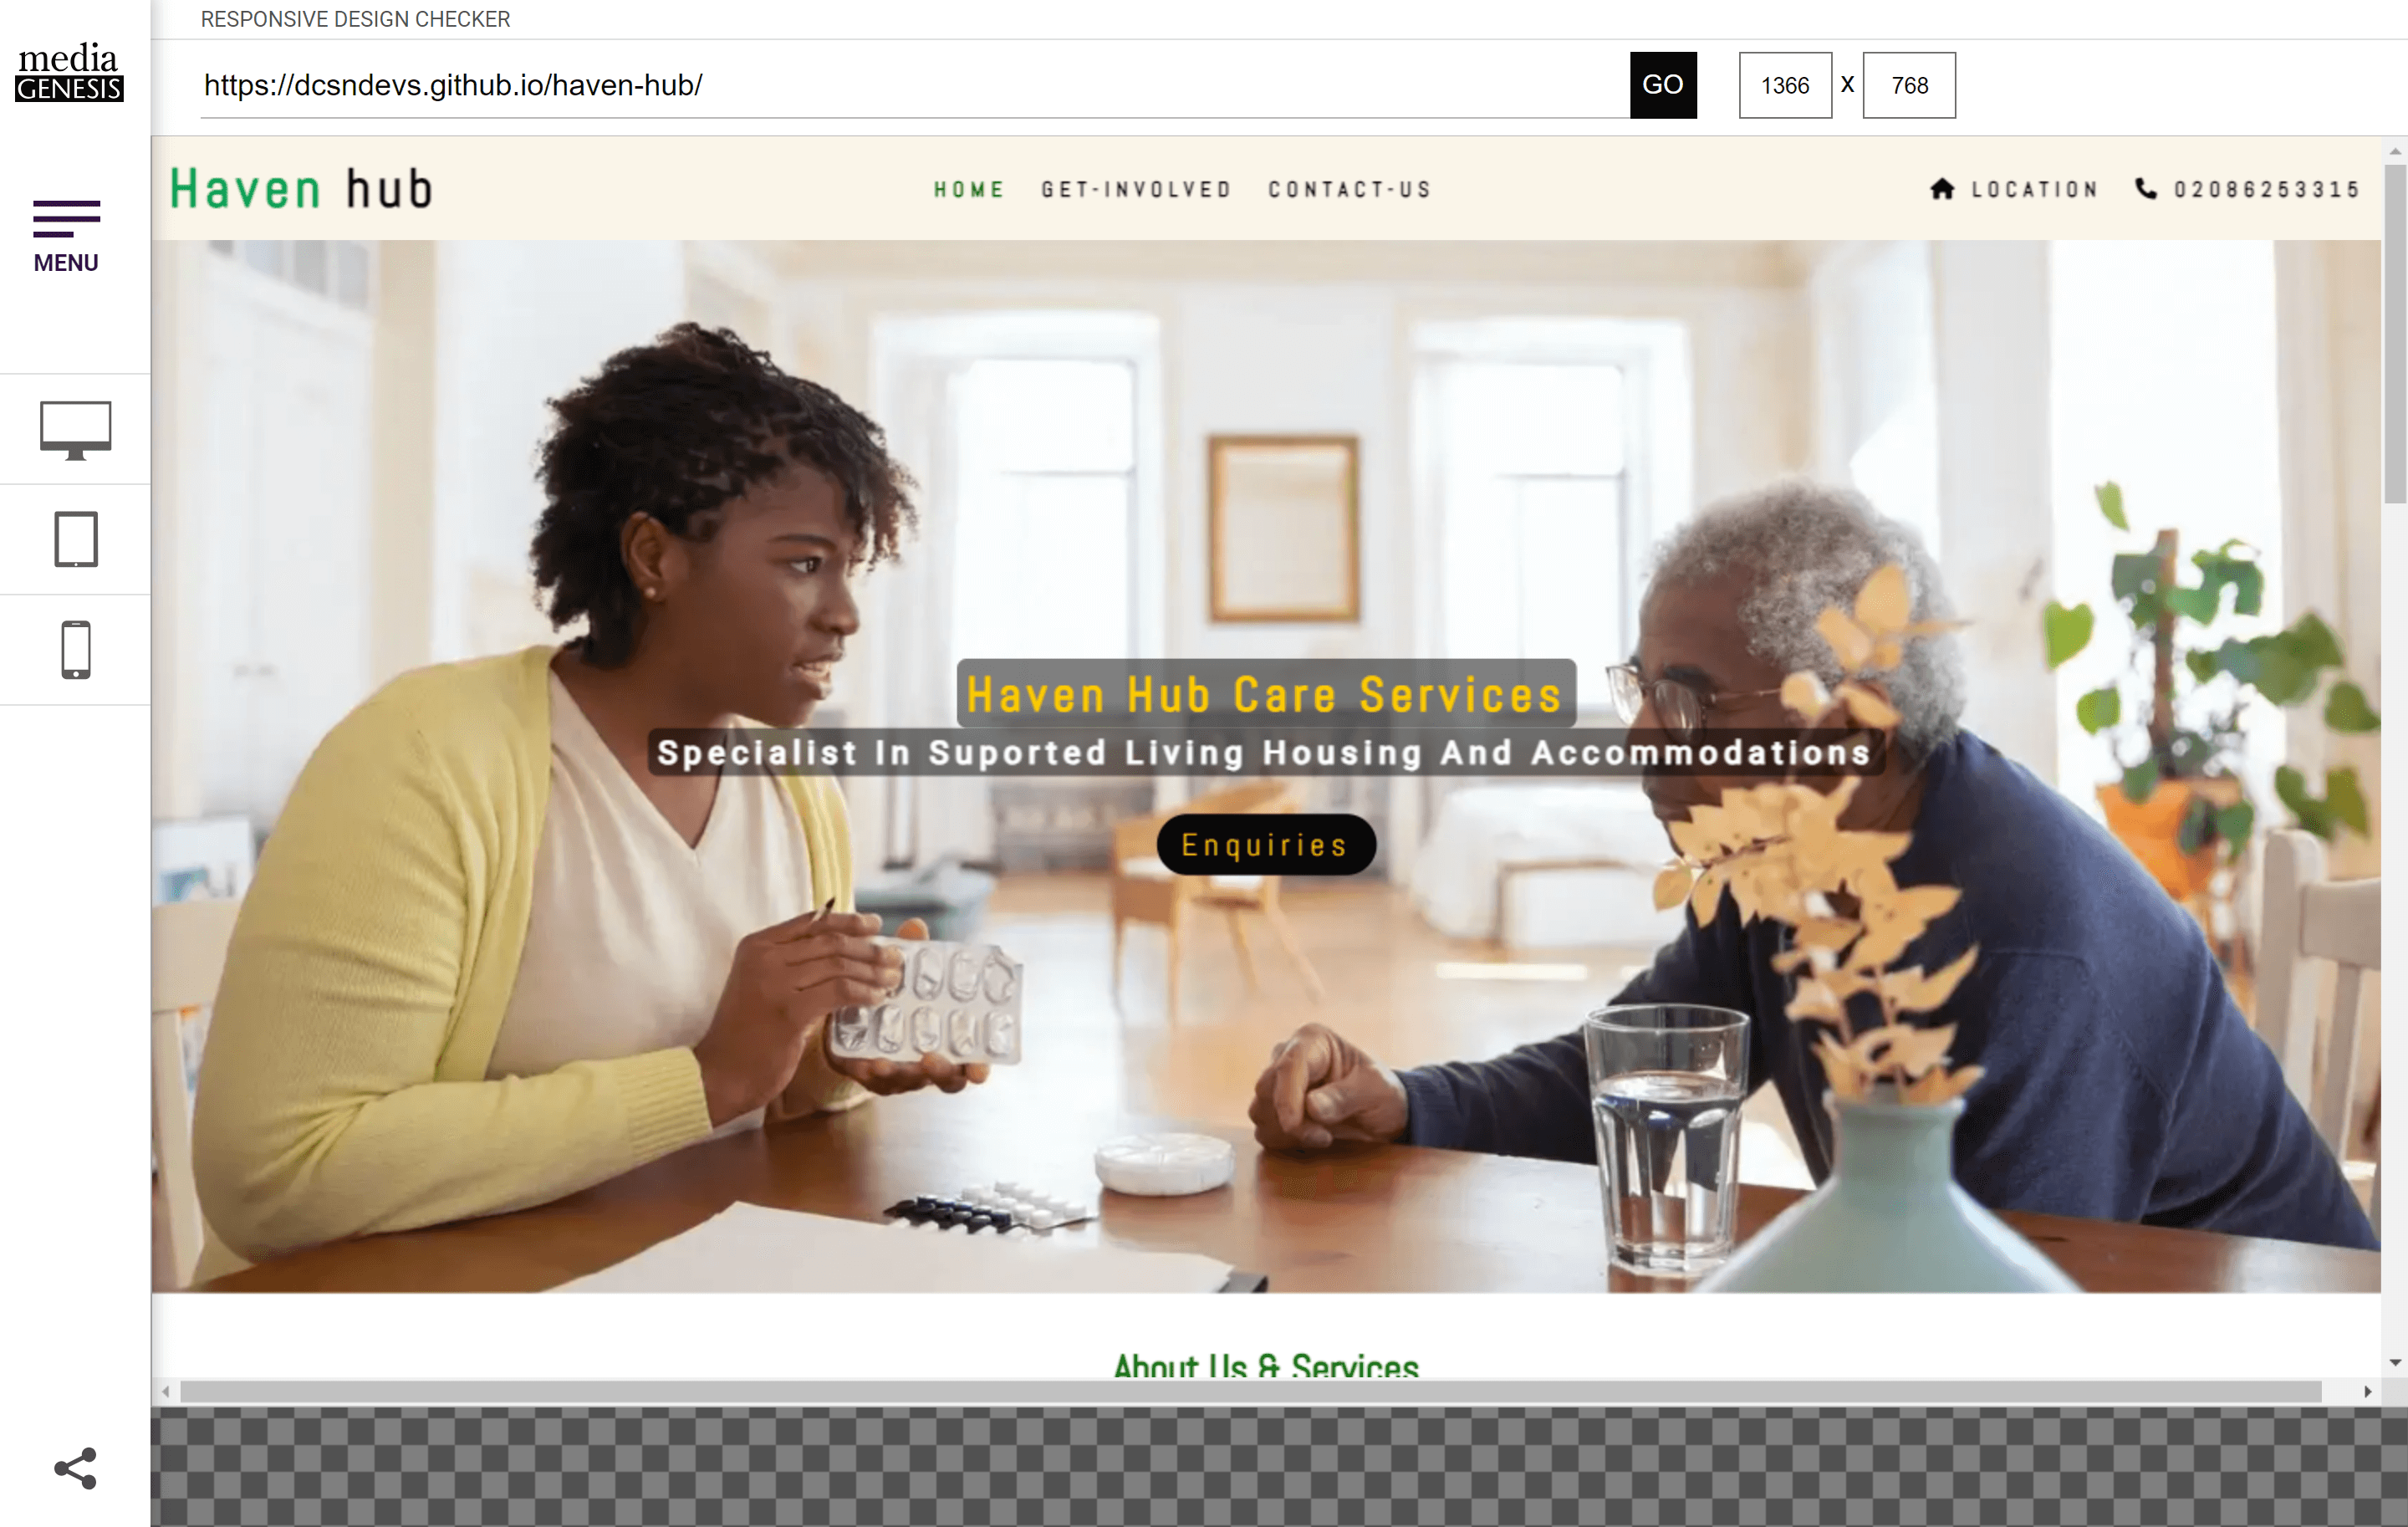 RESPONSIVE DESIGN CHECKER
media
GENESIS
https://dcsndevs.github.io/haven-hub/
GO
1366 x 768
MENU
Haven hub
HOME GET-INVOLVED CONTACT-US
LOCATION 02086253315
Haven Hub Care Services
Specialist In Suported Living Housing And Accommodations
Enquiries
About Us & Services